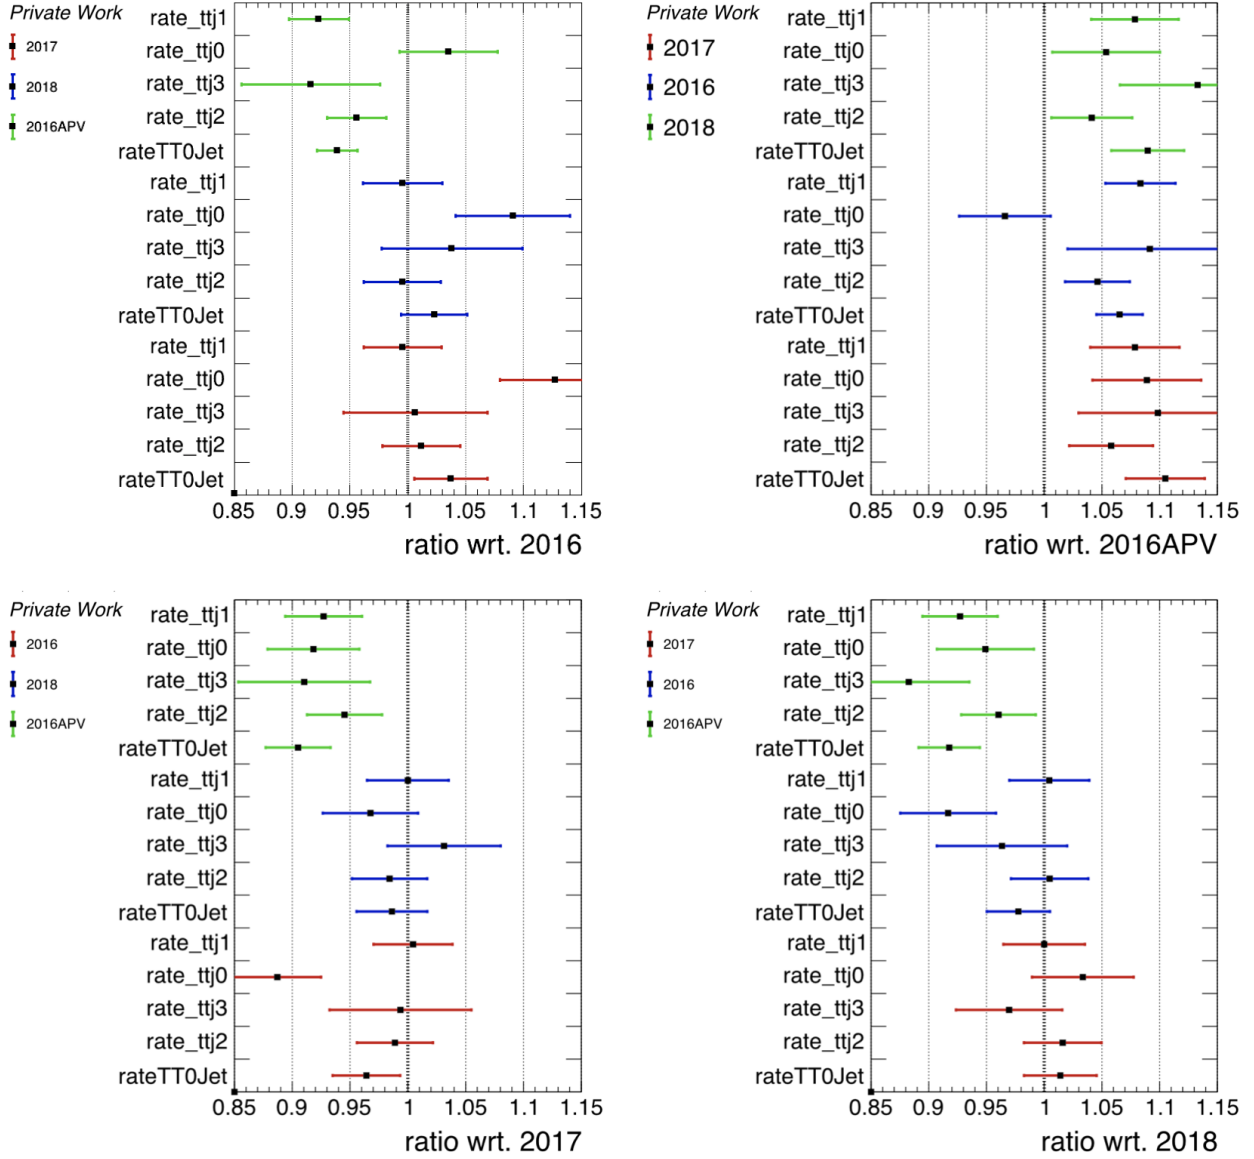 Private Work
2017
2018
2016APV
rate_ttj1
rate_ttj0
rate_ttj3
rate_ttj2
rateTT0Jet
rate_ttj1
rate_ttj0
rate_ttj3
rate_ttj2
rateTT0Jet
rate_ttj1
rate_ttj0
rate_ttj3
rate_ttj2
rateTT0Jet
0.85 0.9 0.95 1 1.05 1.1 1.15
ratio wrt. 2016
Private Work
2017
2016
2018
rate_ttj1
rate_ttj0
rate_ttj3
rate_ttj2
rateTT0Jet
rate_ttj1
rate_ttj0
rate_ttj3
rate_ttj2
rateTT0Jet
rate_ttj1
rate_ttj0
rate_ttj3
rate_ttj2
rateTT0Jet
0.85 0.9 0.95 1 1.05 1.1 1.15
ratio wrt. 2016APV
Private Work
2016
2018
2016APV
rate_ttj1
rate_ttj0
rate_ttj3
rate_ttj2
rateTT0Jet
rate_ttj1
rate_ttj0
rate_ttj3
rate_ttj2
rateTT0Jet
rate_ttj1
rate_ttj0
rate_ttj3
rate_ttj2
rateTT0Jet
0.85 0.9 0.95 1 1.05 1.1 1.15
ratio wrt. 2017
Private Work
2017
2016
2016APV
rate_ttj1
rate_ttj0
rate_ttj3
rate_ttj2
rateTT0Jet
rate_ttj1
rate_ttj0
rate_ttj3
rate_ttj2
rateTT0Jet
rate_ttj1
rate_ttj0
rate_ttj3
rate_ttj2
rateTT0Jet
0.85 0.9 0.95 1 1.05 1.1 1.15
ratio wrt. 2018